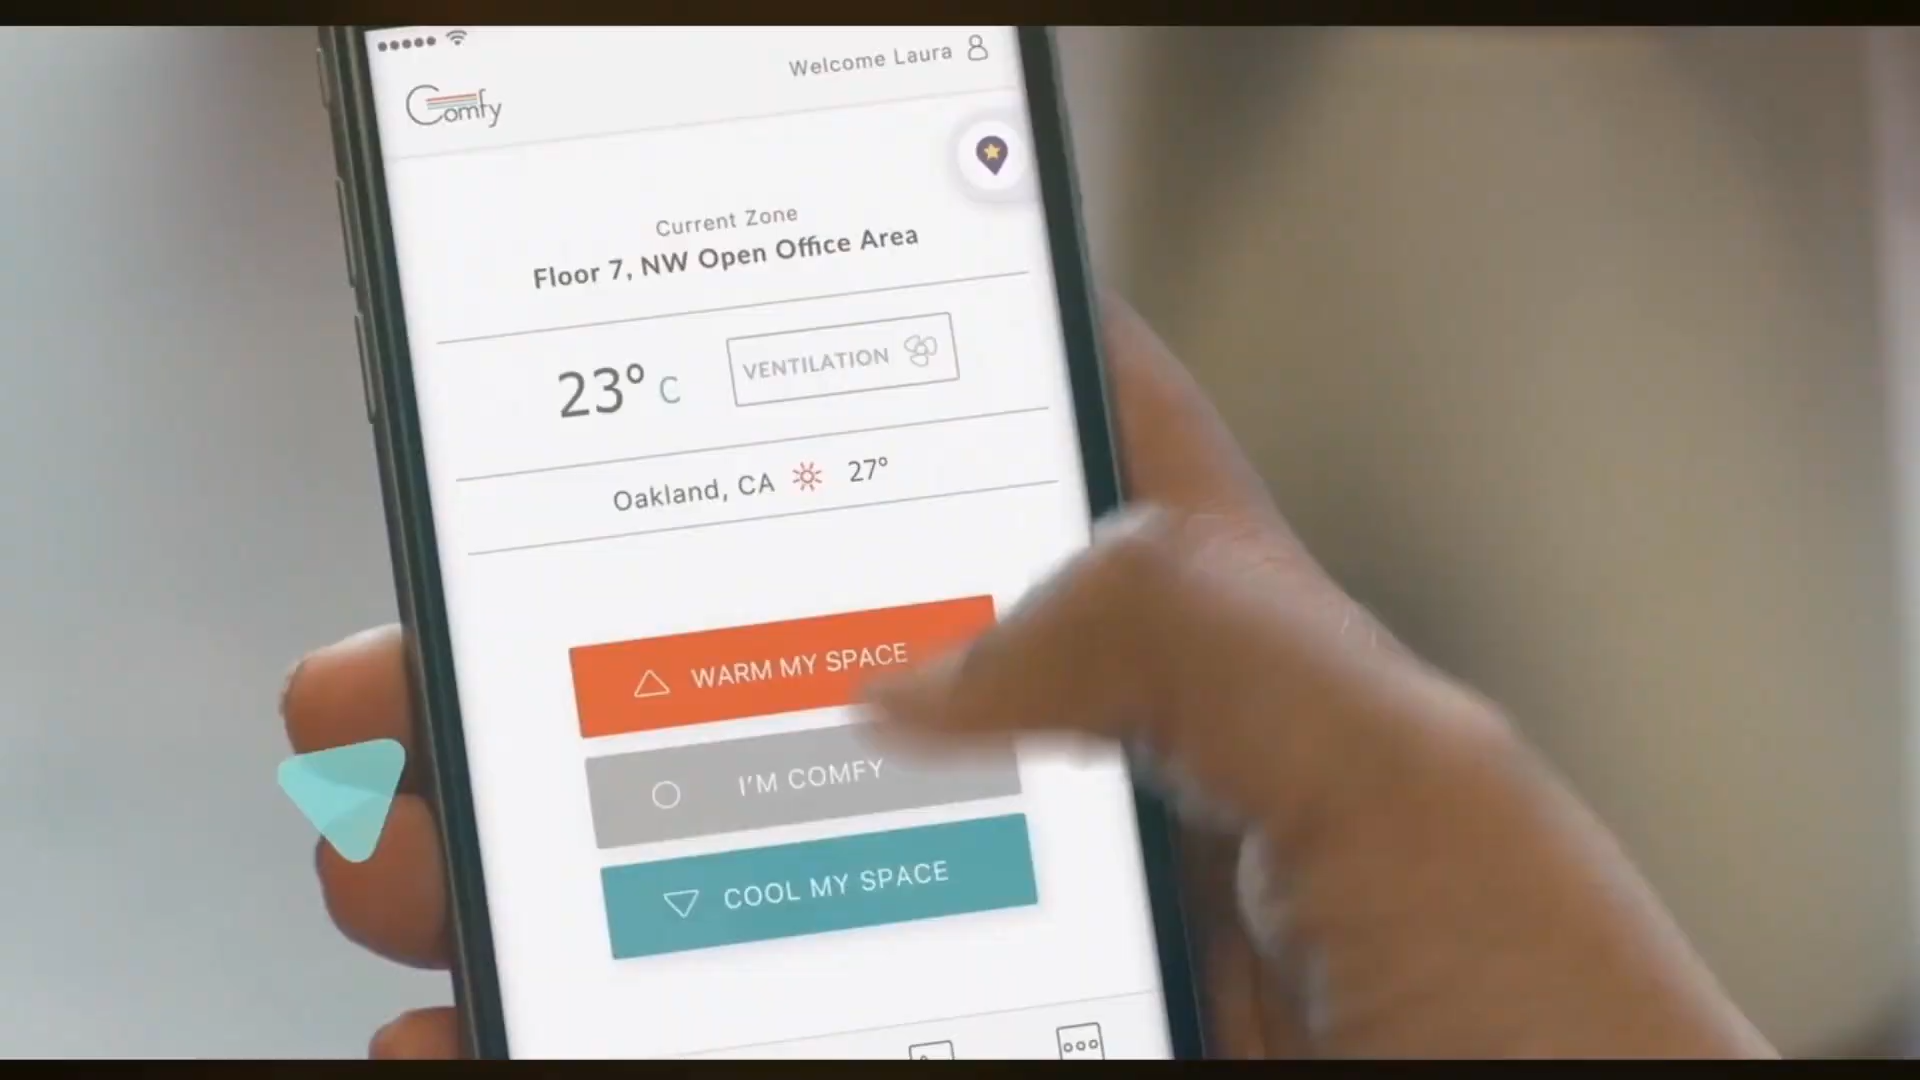 Welcome Laura
Comfy
Current Zone
Floor 7, NW Open Office Area
23° C
VENTILATION
Oakland, CA 27°
WARM MY SPACE
I'M COMFY
COOL MY SPACE